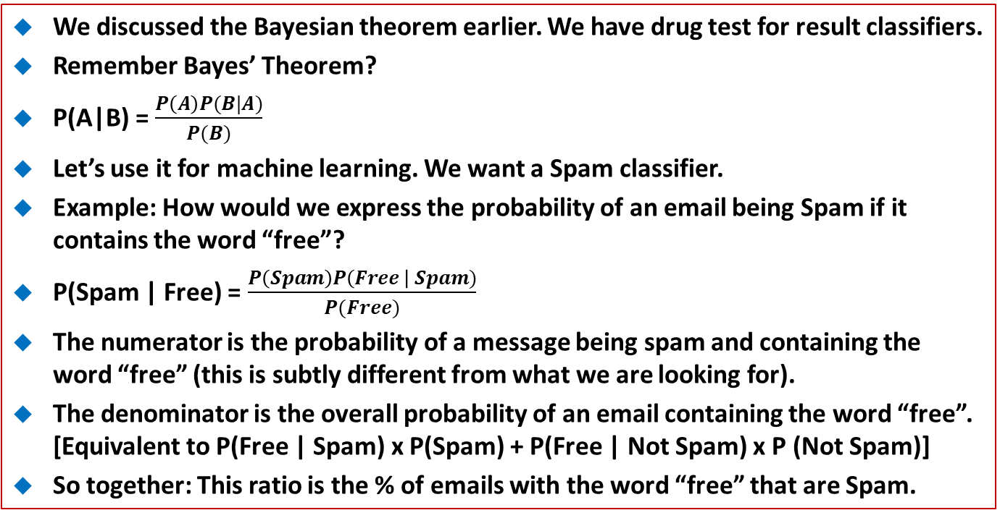 ◆ We discussed the Bayesian theorem earlier. We have drug test for result classifiers.
◆ Remember Bayes’ Theorem?
◆ P(A|B) = P(A)P(B|A) / P(B)
◆ Let’s use it for machine learning. We want a Spam classifier.
◆ Example: How would we express the probability of an email being Spam if it
contains the word “free”?
◆ P(Spam | Free) = P(Spam)P(Free | Spam) / P(Free)
◆ The numerator is the probability of a message being spam and containing the
word “free” (this is subtly different from what we are looking for).
◆ The denominator is the overall probability of an email containing the word “free”.
[Equivalent to P(Free | Spam) x P(Spam) + P(Free | Not Spam) x P (Not Spam)]
◆ So together: This ratio is the % of emails with the word “free” that are Spam.